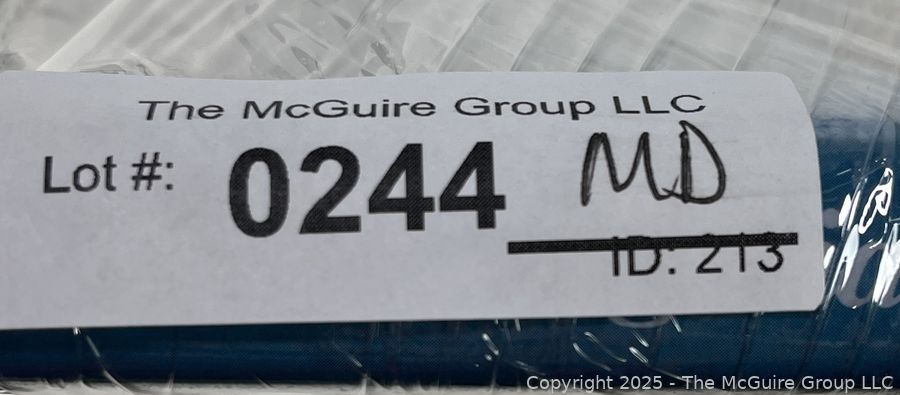 The McGuire Group LLC
Lot #: 0244 MD
ID: 213
Copyright 2025 - The McGuire Group LLC